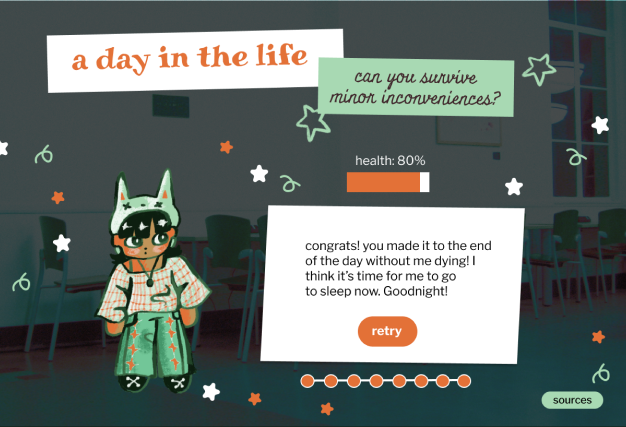 a day in the life
can you survive
minor inconveniences?
health: 80%
congrats! you made it to the end
of the day without me dying! I
think it's time for me to go
to sleep now. Goodnight!
retry
sources